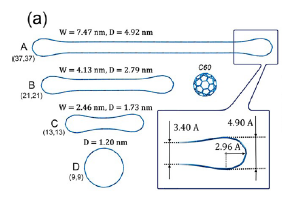 (a)
W = 7.47 nm, D = 4.92 nm
A
(37,37)
W = 4.13 nm, D = 2.79 nm
C60
B
(21,21)
W = 2.46 nm, D = 1.73 nm
C
(13,13)
4.90 A
3.40 A
2.96 A
D = 1.20 nm
D
(9,9)